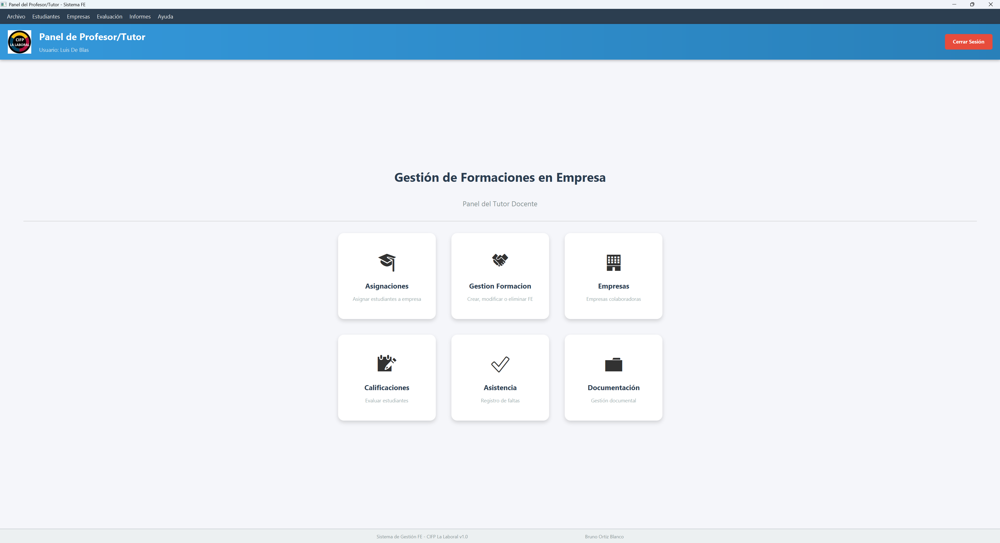 Panel del Profesor/Tutor - Sistema FE
Archivo Estudiantes Empresas Evaluación Informes Ayuda
CIFP
LA LABORAL
Panel de Profesor/Tutor
Usuario: Luis De Blas
Cerrar Sesión
Gestión de Formaciones en Empresa
Panel del Tutor Docente
Asignaciones
Asignar estudiantes a empresa
Gestion Formacion
Crear, modificar o eliminar FE
Empresas
Empresas colaboradoras
Calificaciones
Evaluar estudiantes
Asistencia
Registro de faltas
Documentación
Gestión documental
Sistema de Gestión FE - CIFP La Laboral v1.0
Bruno Ortiz Blanco